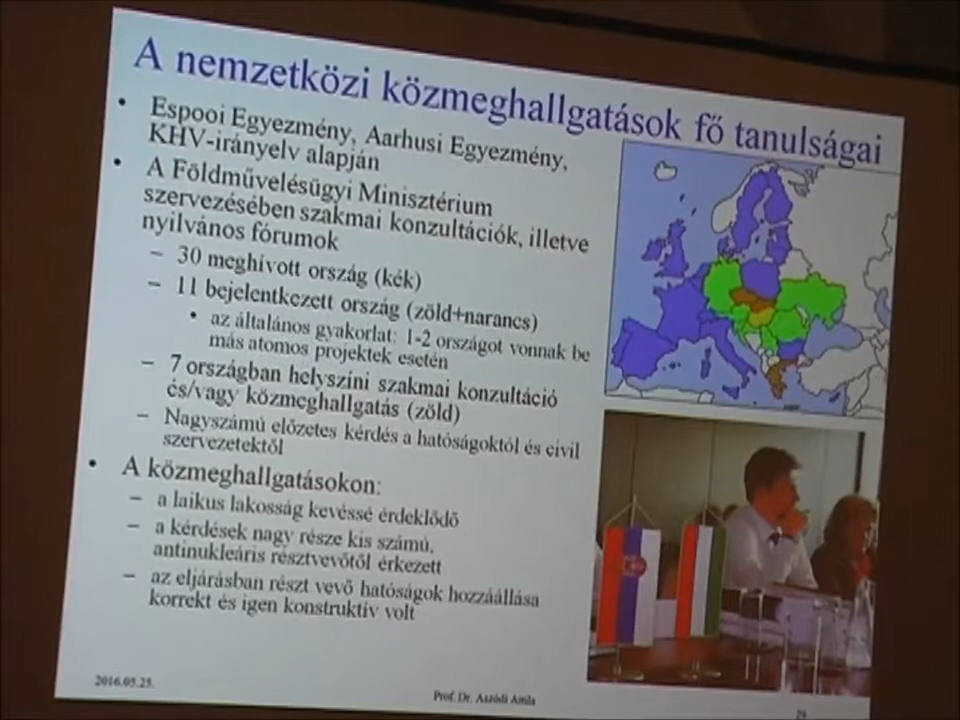 A nemzetközi közmeghallgatások fő tanulságai
• Espooi Egyezmény, Aarhusi Egyezmény,
KHV-irányelv alapján
• A Földművelésügyi Minisztérium
szervezésében szakmai konzultációk, illetve
nyilvános fórumok
– 30 meghívott ország (kék)
– 11 bejelentkezett ország (zöld+narancs)
• az általános gyakorlat: 1-2 országot vonnak be
más atomos projektek esetén
– 7 országban helyszíni szakmai konzultáció
és/vagy közmeghallgatás (zöld)
– Nagyszámú előzetes kérdés a hatóságoktól és civil
szervezetektől
• A közmeghallgatásokon:
– a laikus lakosság kevéssé érdeklődő
– a kérdések nagy része kis számú,
antinukleáris résztvevőtől érkezett
– az eljárásban részt vevő hatóságok hozzáállása
korrekt és igen konstruktív volt
2016.05.25.
Prof. Dr. Aszódi Attila